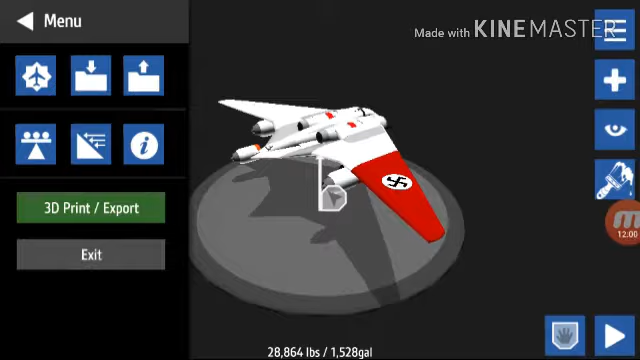 Menu
Made with KINEMASTER
3D Print / Export
Exit
12:00
28,864 lbs / 1,528gal